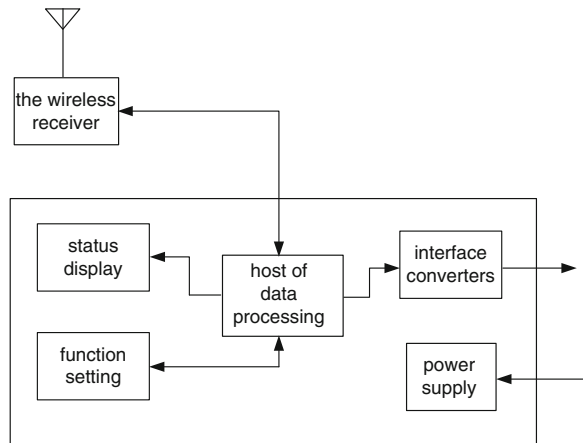 the wireless
receiver
status
display
host of
data
processing
interface
converters
function
setting
power
supply